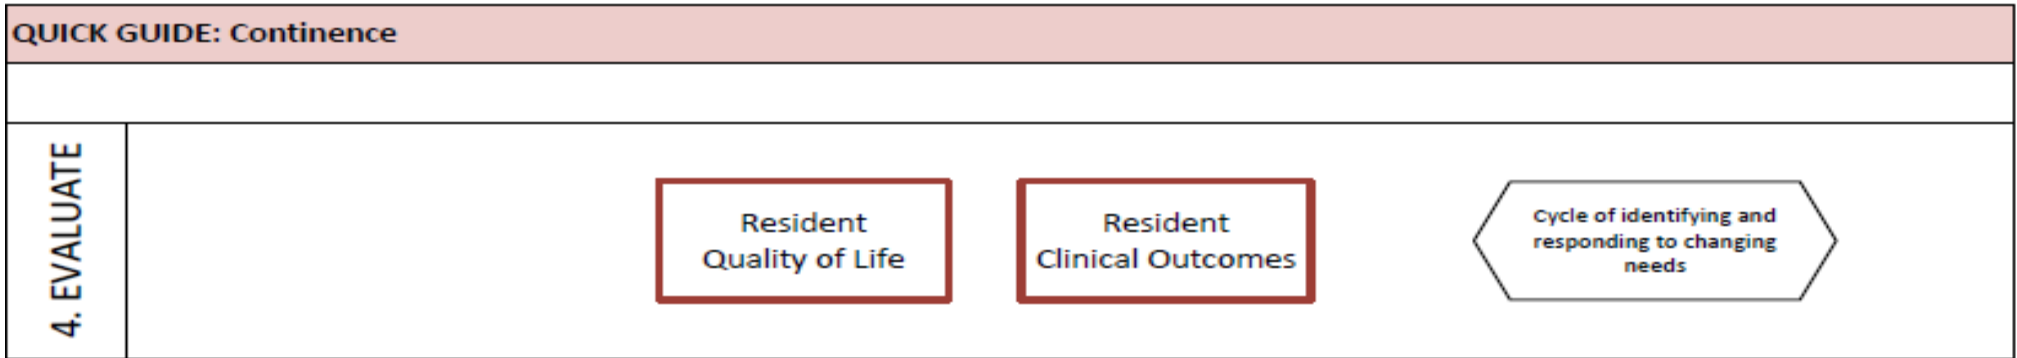 QUICK GUIDE: Continence
4. EVALUATE
Resident
Quality of Life
Resident
Clinical Outcomes
Cycle of identifying and
responding to changing
needs